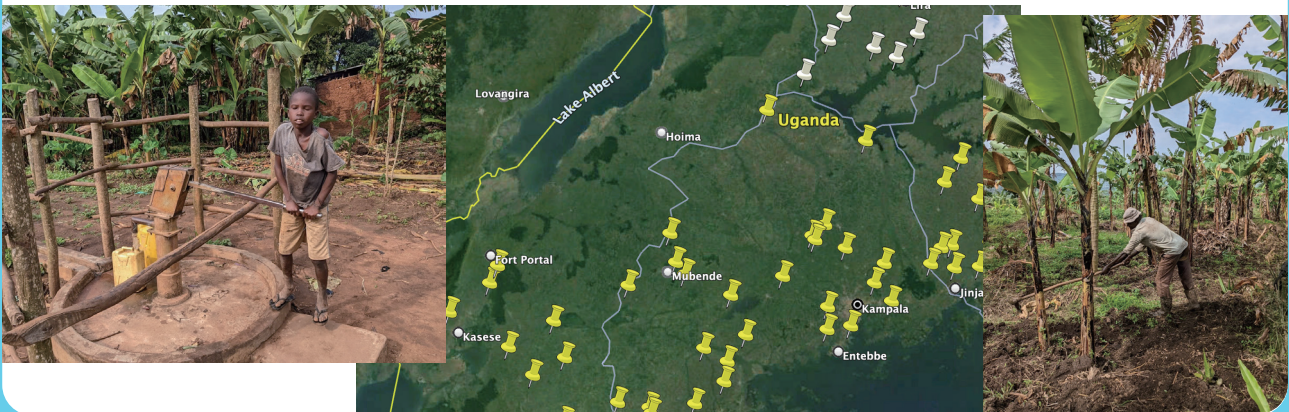 Lira
Lovangira
Lake Albert
Uganda
Hoima
Fort Portal
Mubende
Kampala
Jinja
Kasese
Entebbe